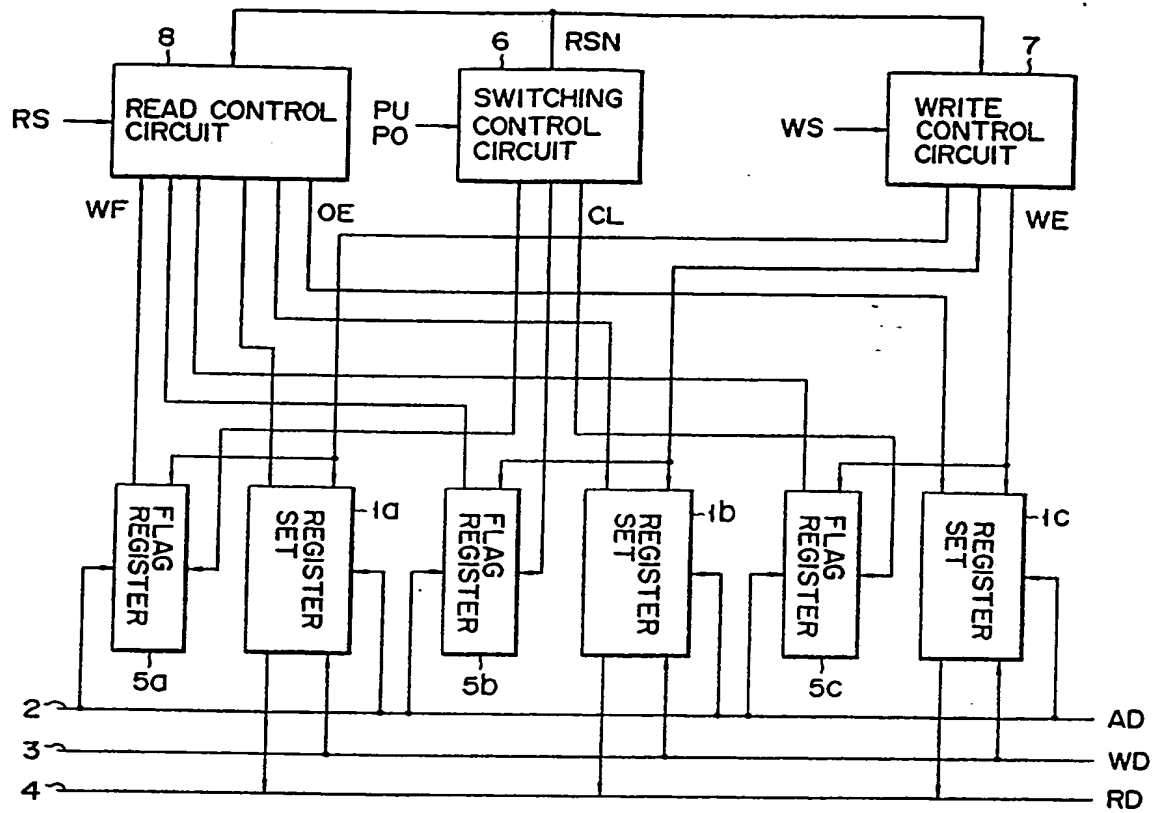 8
6
RSN
7
RS
READ CONTROL
CIRCUIT
PU
PO
SWITCHING
CONTROL
CIRCUIT
WS
WRITE
CONTROL
CIRCUIT
WF
OE
CL
WE
FLAG
REGISTER
5a
REGISTER
SET
1a
FLAG
REGISTER
5b
REGISTER
SET
1b
FLAG
REGISTER
5c
REGISTER
SET
1c
2
AD
3
WD
4
RD